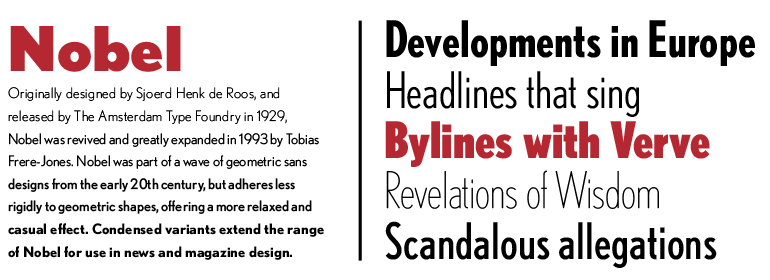 Nobel
Originally designed by Sjoerd Henk de Roos, and
released by The Amsterdam Type Foundry in 1929,
Nobel was revived and greatly expanded in 1993 by Tobias
Frere-Jones. Nobel was part of a wave of geometric sans
designs from the early 20th century, but adheres less
rigidly to geometric shapes, offering a more relaxed and
casual effect. Condensed variants extend the range
of Nobel for use in news and magazine design.
Developments in Europe
Headlines that sing
Bylines with Verve
Revelations of Wisdom
Scandalous allegations